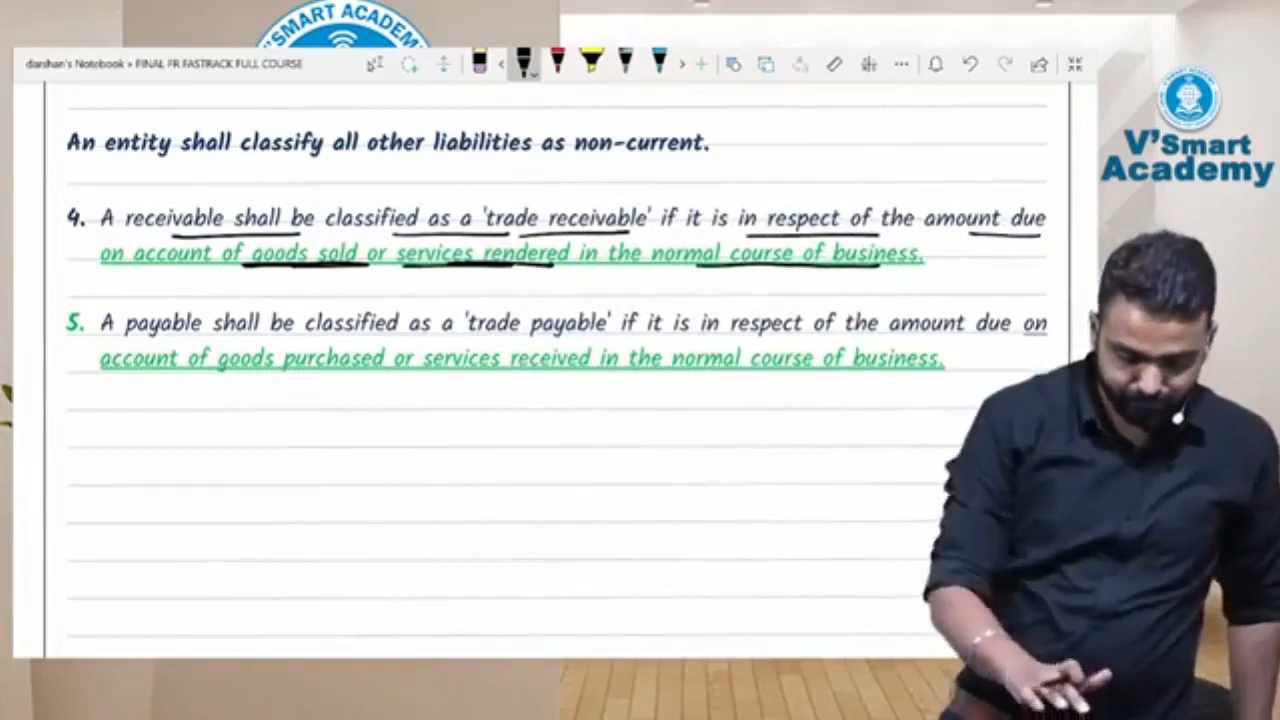 V'SMART ACADEMY
darshan's Notebook » FINAL FR FASTRACK FULL COURSE
V'Smart
Academy
An entity shall classify all other liabilities as non-current.
4. A receivable shall be classified as a 'trade receivable' if it is in respect of the amount due
on account of goods sold or services rendered in the normal course of business.
5. A payable shall be classified as a 'trade payable' if it is in respect of the amount due on
account of goods purchased or services received in the normal course of business.